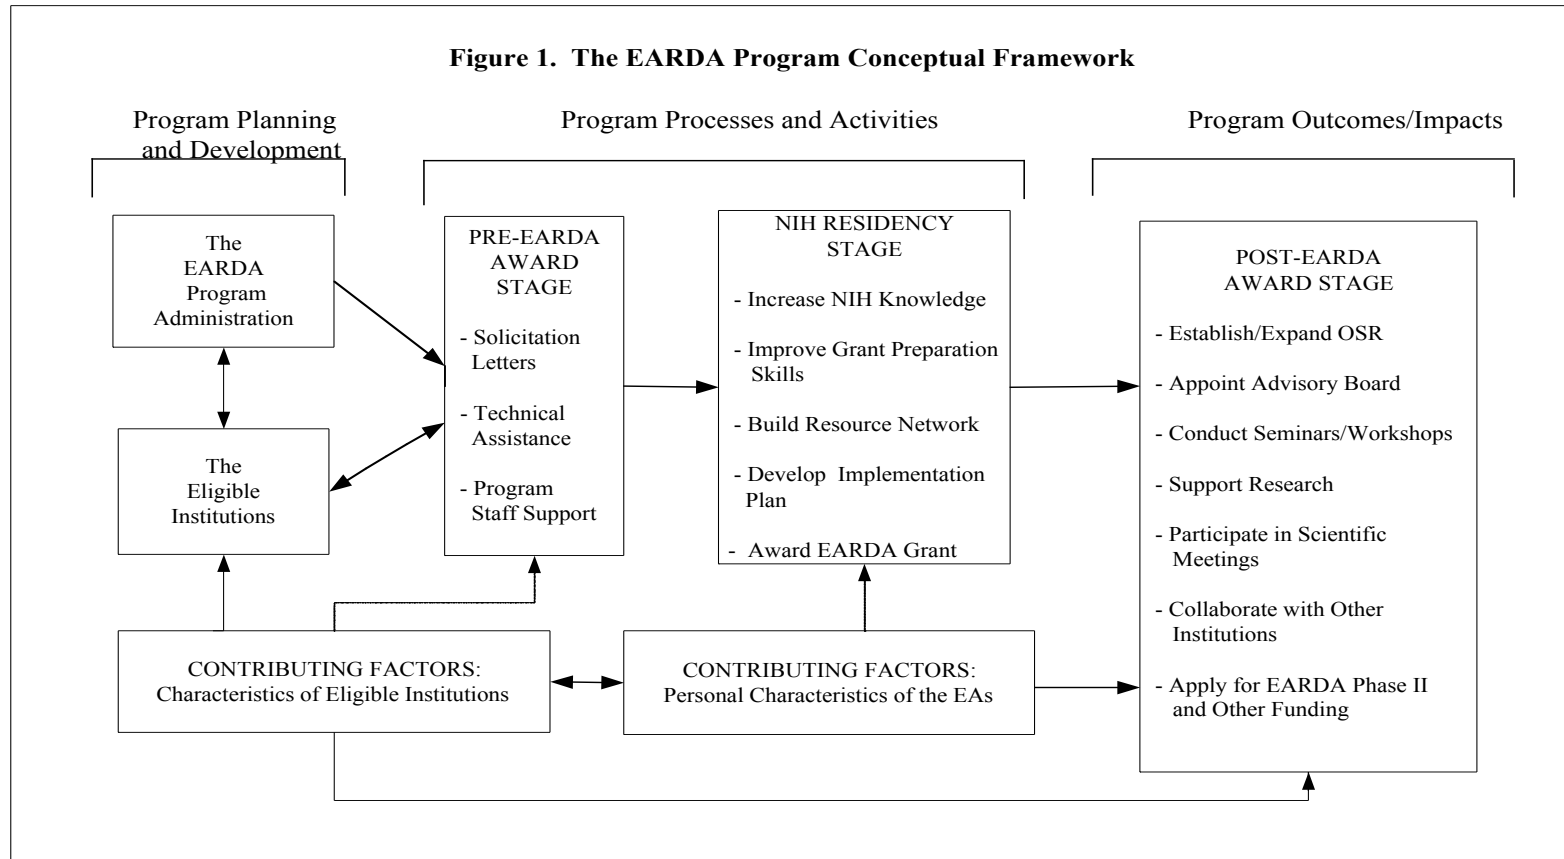 Figure 1. The EARDA Program Conceptual Framework
Program Planning
and Development
Program Processes and Activities
Program Outcomes/Impacts
The
EARDA
Program
Administration
The
Eligible
Institutions
PRE-EARDA
AWARD
STAGE
- Solicitation
Letters
- Technical
Assistance
- Program
Staff Support
NIH RESIDENCY
STAGE
- Increase NIH Knowledge
- Improve Grant Preparation
Skills
- Build Resource Network
- Develop Implementation
Plan
- Award EARDA Grant
POST-EARDA
AWARD STAGE
- Establish/Expand OSR
- Appoint Advisory Board
- Conduct Seminars/Workshops
- Support Research
- Participate in Scientific
Meetings
- Collaborate with Other
Institutions
- Apply for EARDA Phase II
and Other Funding
CONTRIBUTING FACTORS:
Characteristics of Eligible Institutions
CONTRIBUTING FACTORS:
Personal Characteristics of the EAs